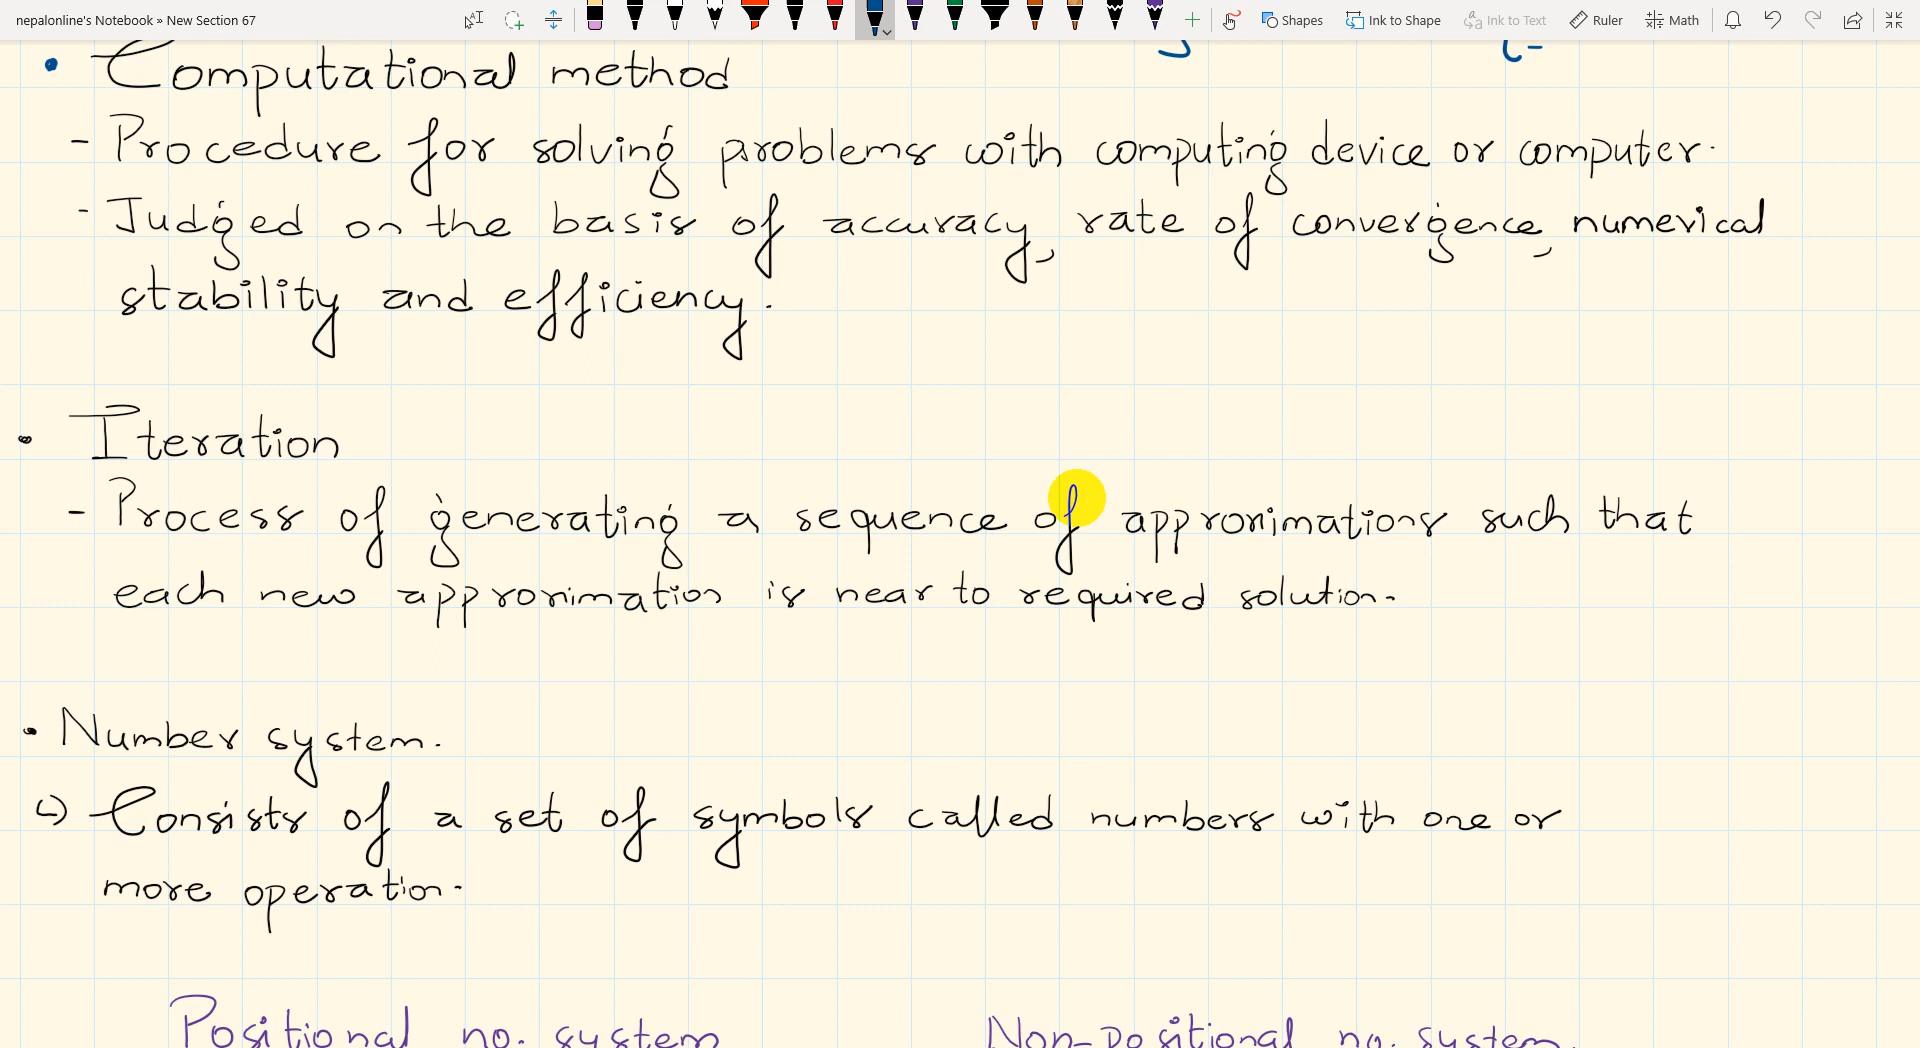 nepalonline's Notebook » New Section 67
Shapes Ink to Shape Ink to Text Ruler Math
• Computational method
- Procedure for solving problems with computing device or computer.
- Judged on the basis of accuracy, rate of convergence, numerical
stability and efficiency.
• Iteration
- Process of generating a sequence of approximations such that
each new approximation is near to required solution.
• Number system.
↳ Consists of a set of symbols called numbers with one or
more operation.
Positional no. system Non-positional no. system.